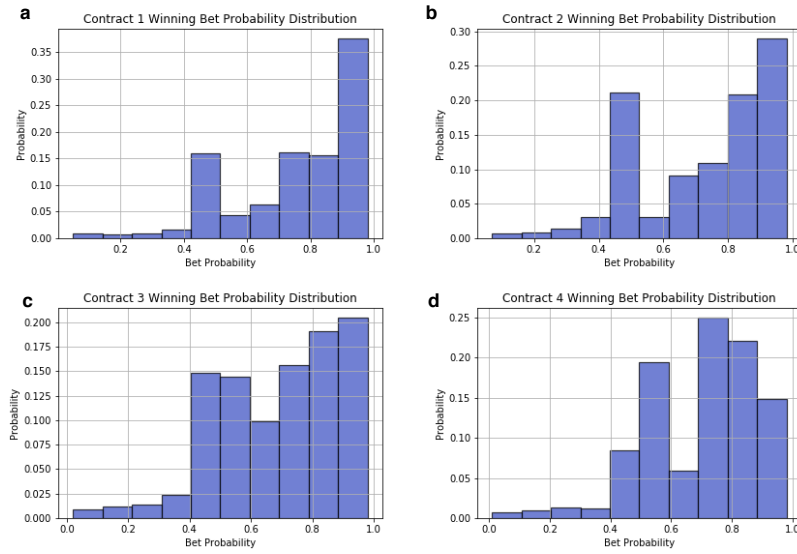 a
Contract 1 Winning Bet Probability Distribution
0.35
0.30
0.25
0.20
0.15
0.10
0.05
0.00
Probability
0.2 0.4 0.6 0.8 1.0
Bet Probability
b
Contract 2 Winning Bet Probability Distribution
0.30
0.25
0.20
0.15
0.10
0.05
0.00
Probability
0.2 0.4 0.6 0.8 1.0
Bet Probability
c
Contract 3 Winning Bet Probability Distribution
0.200
0.175
0.150
0.125
0.100
0.075
0.050
0.025
0.000
Probability
0.0 0.2 0.4 0.6 0.8 1.0
Bet Probability
d
Contract 4 Winning Bet Probability Distribution
0.25
0.20
0.15
0.10
0.05
0.00
Probability
0.0 0.2 0.4 0.6 0.8 1.0
Bet Probability